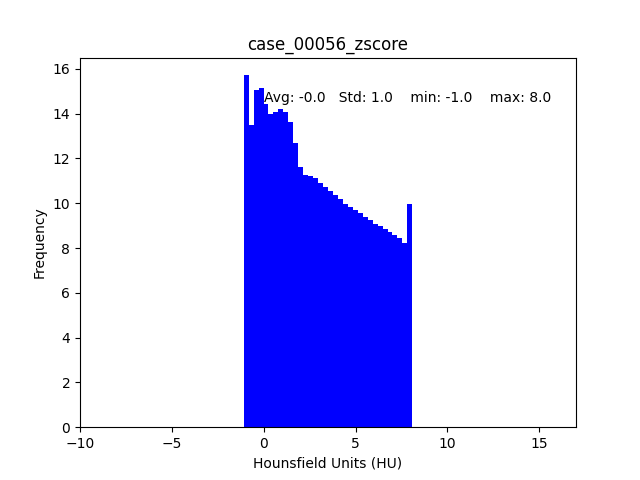 case_00056_zscore
Avg: -0.0 Std: 1.0 min: -1.0 max: 8.0
Frequency
16
14
12
10
8
6
4
2
0
−10 −5 0 5 10 15
Hounsfield Units (HU)